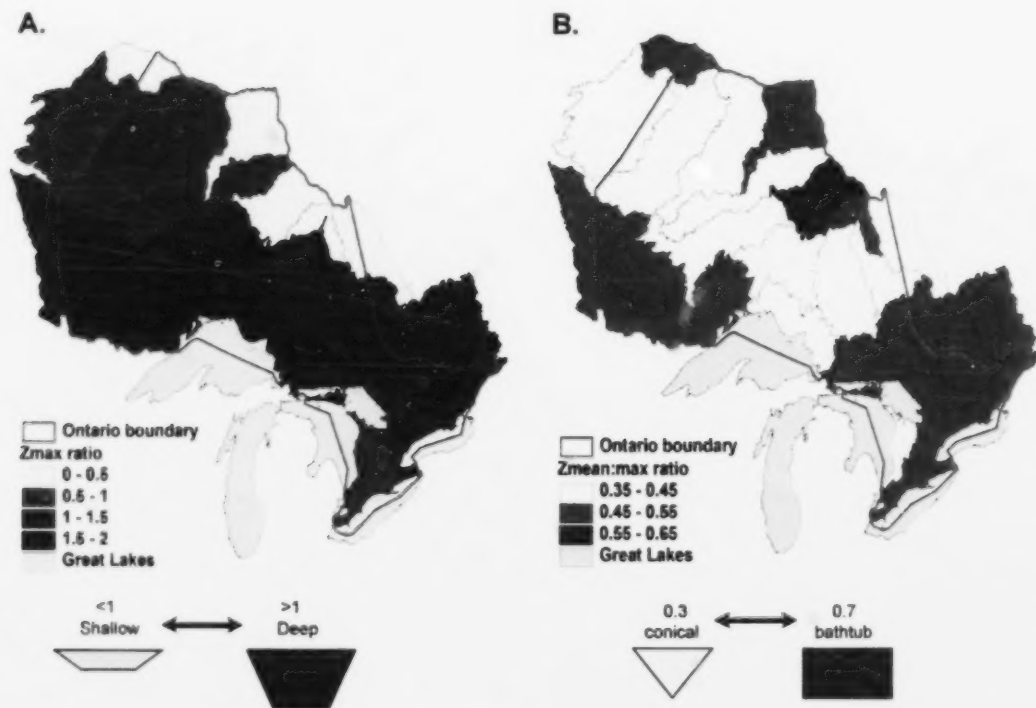 A.
Ontario boundary
Zmax ratio
0 - 0.5
0.5 - 1
1 - 1.5
1.5 - 2
Great Lakes
<1
Shallow
>1
Deep
B.
Ontario boundary
Zmean:max ratio
0.35 - 0.45
0.45 - 0.55
0.55 - 0.65
Great Lakes
0.3
conical
0.7
bathtub